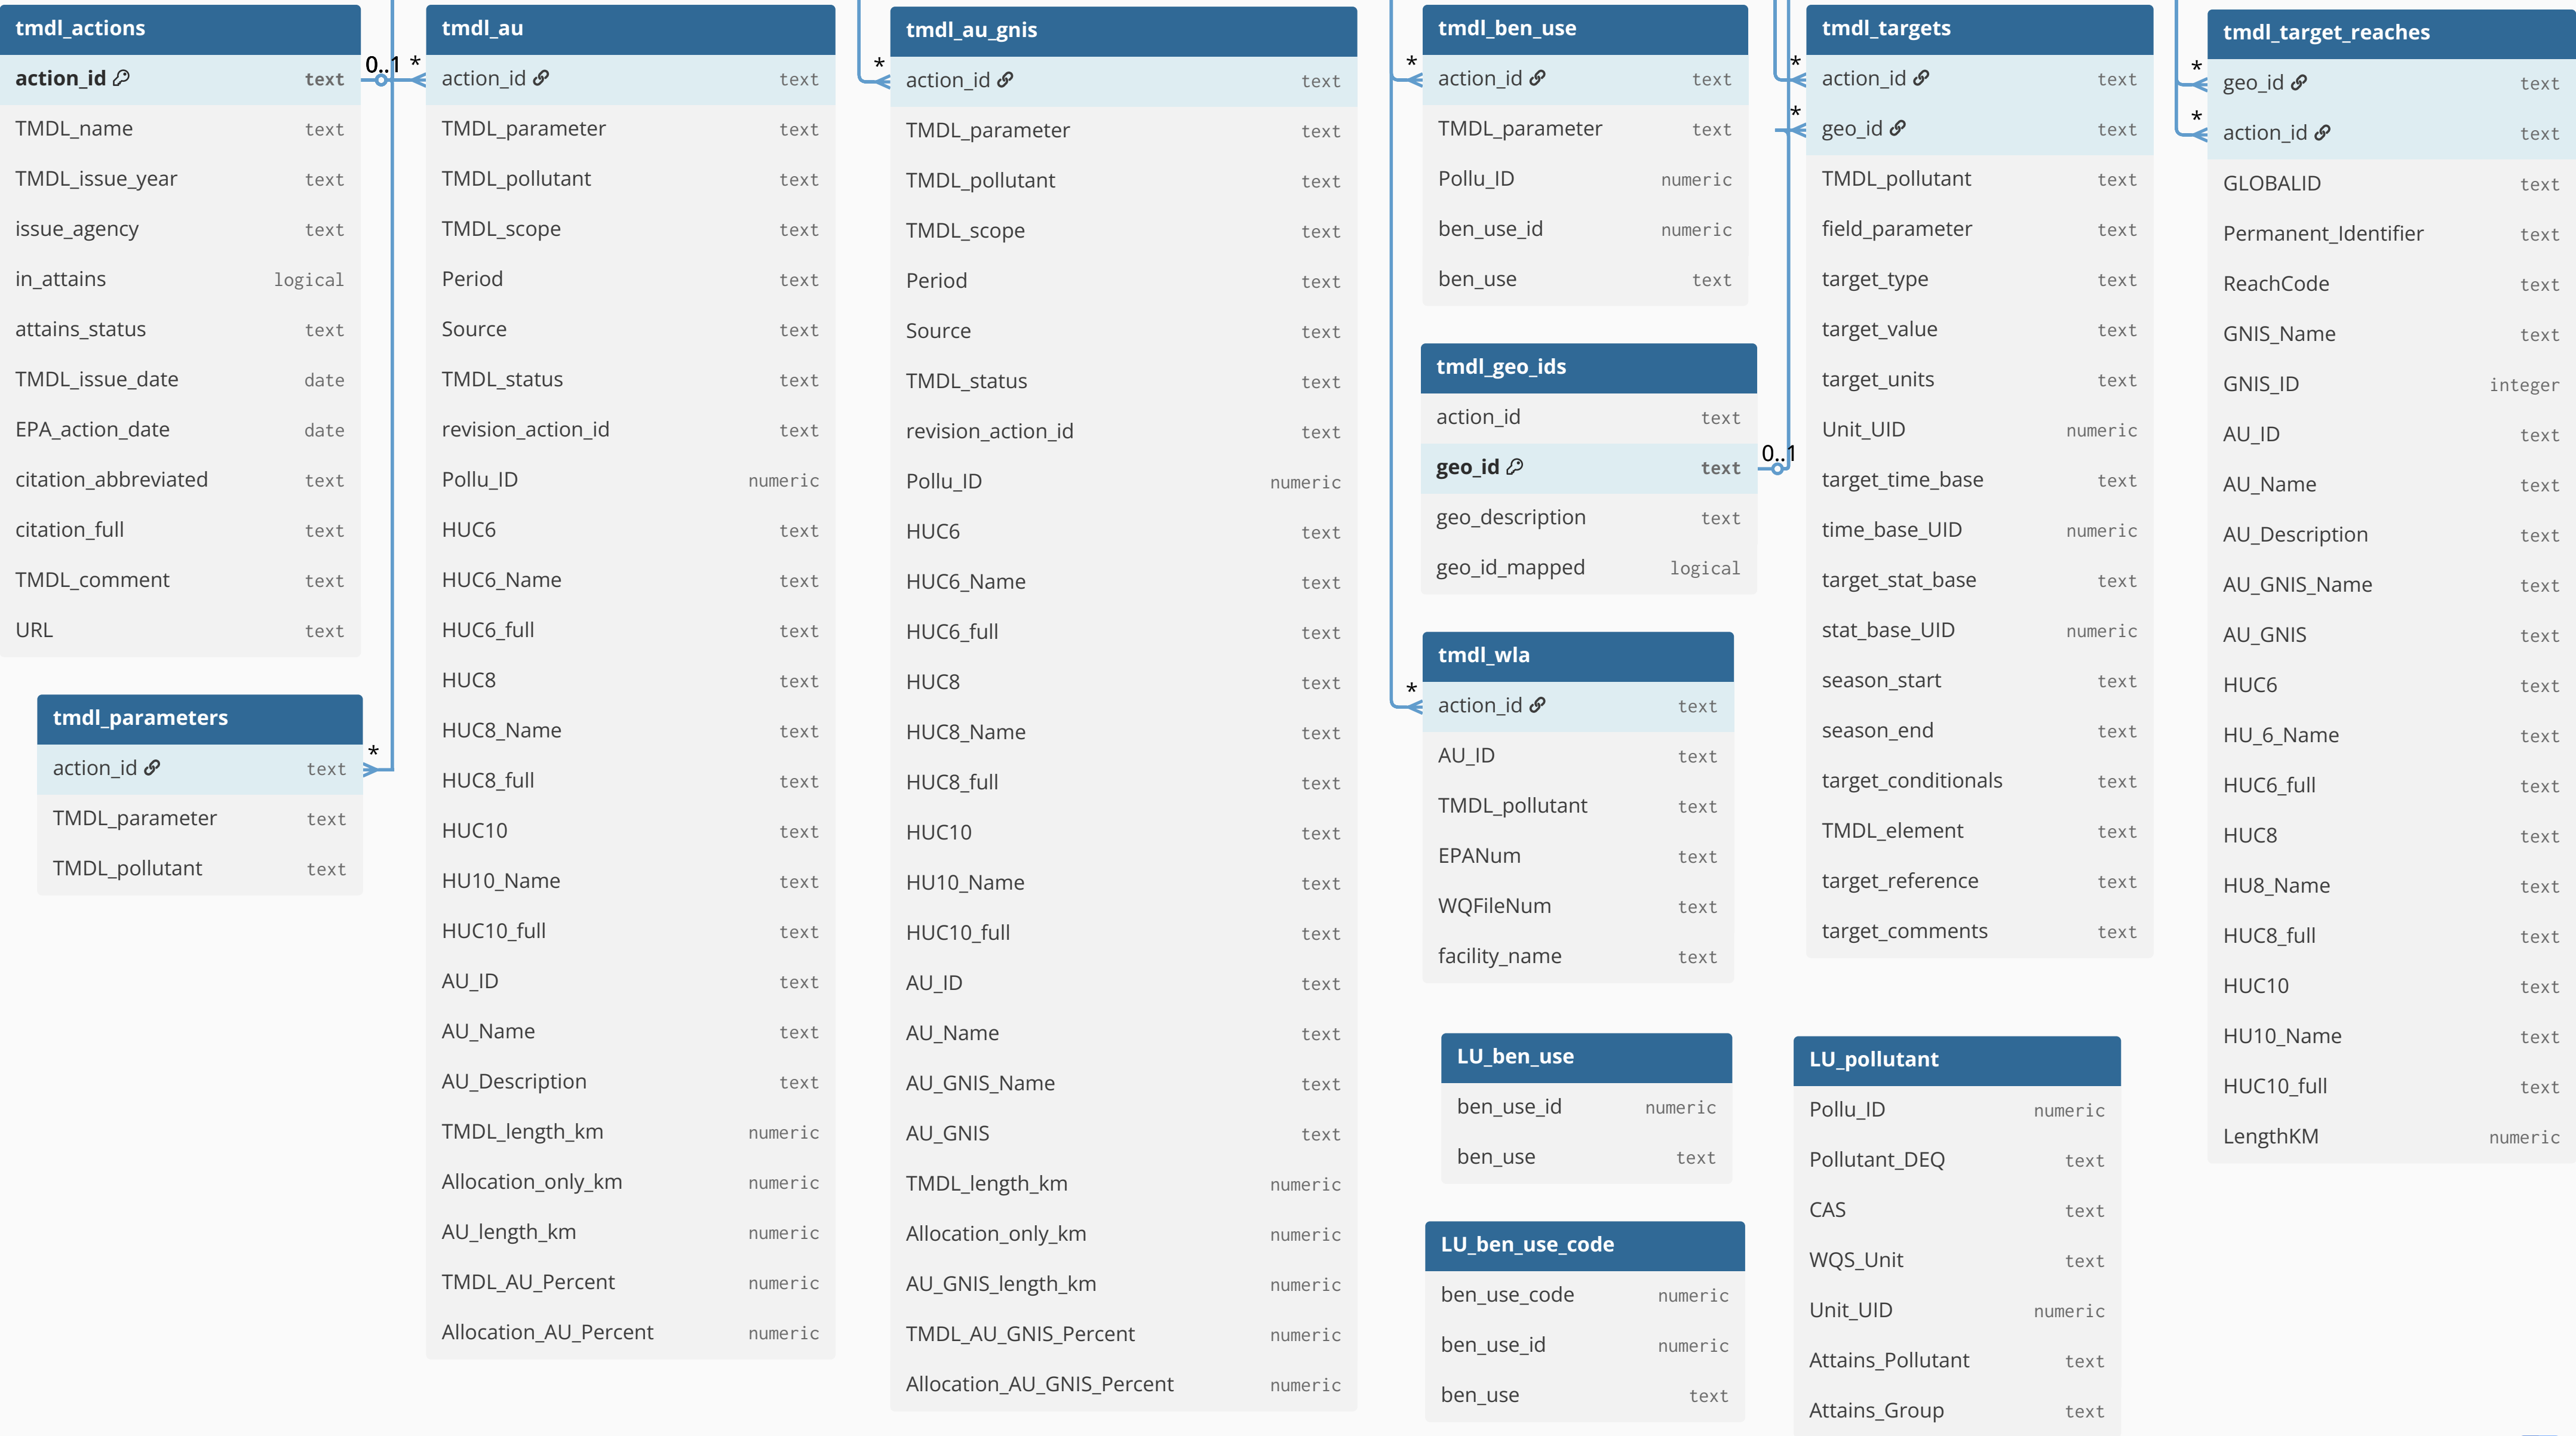 tmdl_actions
action_id text
TMDL_name text
TMDL_issue_year text
issue_agency text
in_attains logical
attains_status text
TMDL_issue_date date
EPA_action_date date
citation_abbreviated text
citation_full text
TMDL_comment text
URL text
0..1 *
tmdl_parameters
action_id text
*
TMDL_parameter text
TMDL_pollutant text
tmdl_au
action_id text
TMDL_parameter text
TMDL_pollutant text
TMDL_scope text
Period text
Source text
TMDL_status text
revision_action_id text
Pollu_ID numeric
HUC6 text
HUC6_Name text
HUC6_full text
HUC8 text
HUC8_Name text
HUC8_full text
HUC10 text
HU10_Name text
HUC10_full text
AU_ID text
AU_Name text
AU_Description text
TMDL_length_km numeric
Allocation_only_km numeric
AU_length_km numeric
TMDL_AU_Percent numeric
Allocation_AU_Percent numeric
tmdl_au_gnis
*
action_id text
TMDL_parameter text
TMDL_pollutant text
TMDL_scope text
Period text
Source text
TMDL_status text
revision_action_id text
Pollu_ID numeric
HUC6 text
HUC6_Name text
HUC6_full text
HUC8 text
HUC8_Name text
HUC8_full text
HUC10 text
HU10_Name text
HUC10_full text
AU_ID text
AU_Name text
AU_GNIS_Name text
AU_GNIS text
TMDL_length_km numeric
Allocation_only_km numeric
AU_GNIS_length_km numeric
TMDL_AU_GNIS_Percent numeric
Allocation_AU_GNIS_Percent numeric
tmdl_ben_use
*
action_id text
TMDL_parameter text
Pollu_ID numeric
ben_use_id numeric
ben_use text
tmdl_geo_ids
action_id text
geo_id text
0..1
geo_description text
geo_id_mapped logical
tmdl_wla
*
action_id text
AU_ID text
TMDL_pollutant text
EPANum text
WQFileNum text
facility_name text
LU_ben_use
ben_use_id numeric
ben_use text
LU_ben_use_code
ben_use_code numeric
ben_use_id numeric
ben_use text
tmdl_targets
*
action_id text
*
geo_id text
TMDL_pollutant text
field_parameter text
target_type text
target_value text
target_units text
Unit_UID numeric
target_time_base text
time_base_UID numeric
target_stat_base text
stat_base_UID numeric
season_start text
season_end text
target_conditionals text
TMDL_element text
target_reference text
target_comments text
LU_pollutant
Pollu_ID numeric
Pollutant_DEQ text
CAS text
WQS_Unit text
Unit_UID numeric
Attains_Pollutant text
Attains_Group text
tmdl_target_reaches
*
geo_id text
*
action_id text
GLOBALID text
Permanent_Identifier text
ReachCode text
GNIS_Name text
GNIS_ID integer
AU_ID text
AU_Name text
AU_Description text
AU_GNIS_Name text
AU_GNIS text
HUC6 text
HU_6_Name text
HUC6_full text
HUC8 text
HU8_Name text
HUC8_full text
HUC10 text
HU10_Name text
HUC10_full text
LengthKM numeric